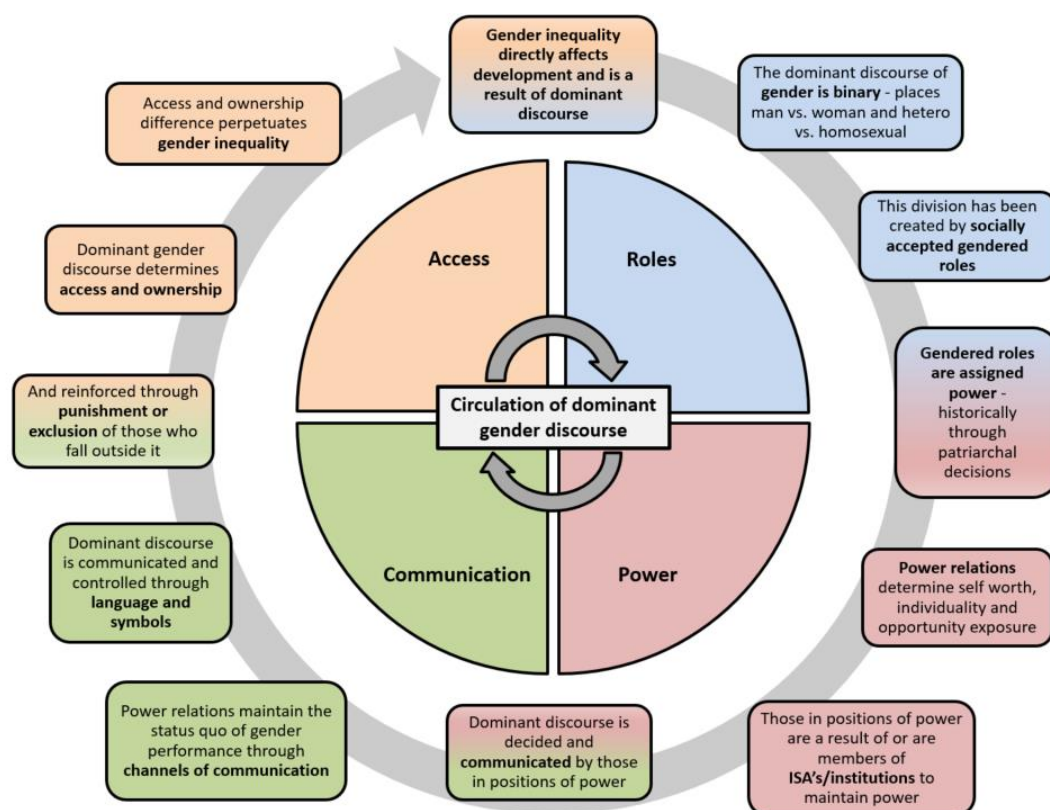 Gender inequality
directly affects
development and is a
result of dominant
discourse
The dominant discourse of
gender is binary - places
man vs. woman and hetero
vs. homosexual
This division has been
created by socially
accepted gendered
roles
Gendered roles
are assigned
power -
historically
through
patriarchal
decisions
Power relations
determine self worth,
individuality and
opportunity exposure
Those in positions of power
are a result of or are
members of
ISA's/institutions to
maintain power
Dominant discourse is
decided and
communicated by those
in positions of power
Power relations maintain the
status quo of gender
performance through
channels of communication
Dominant discourse
is communicated and
controlled through
language and
symbols
And reinforced through
punishment or
exclusion of those who
fall outside it
Dominant gender
discourse determines
access and ownership
Access and ownership
difference perpetuates
gender inequality
Access
Roles
Circulation of dominant
gender discourse
Communication
Power